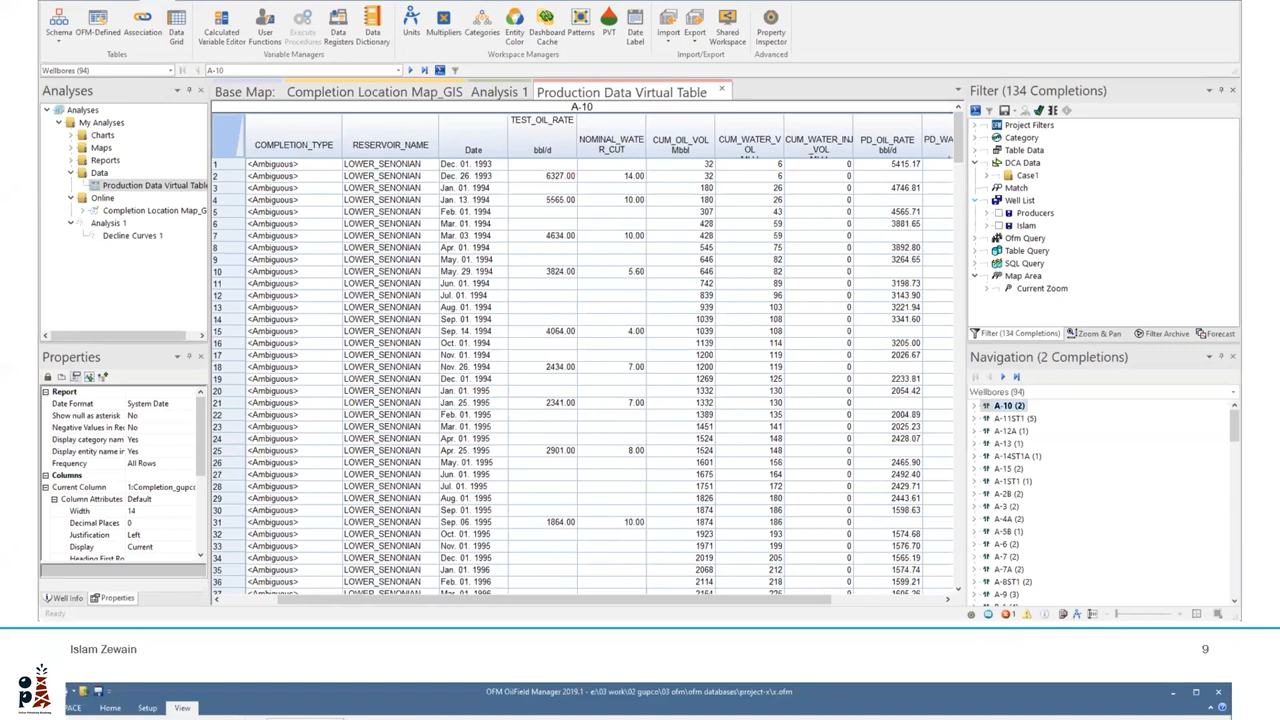 Schema OFM-Defined Association Data Grid Calculated Variable Editor User Functions Execute Procedures Data Registers Data Dictionary Units Multipliers Categories Entity Color Dashboard Cache Patterns PVT Date Label Import Export Shared Workspace Property Inspector
Tables Variable Managers Workspace Managers Import/Export Advanced
Wellbores (94) A-10
Analyses
Analyses
My Analyses
Charts
Maps
Reports
Data
Production Data Virtual Table
Online
Completion Location Map_G
Analysis 1
Decline Curves 1
Properties
Report
Date Format System Date
Show null as asterisk No
Negative Values in Re No
Display category nam Yes
Display entity name in Yes
Frequency All Rows
Columns
Current Column 1:Completion_gupco
Column Attributes Default
Width 14
Decimal Places 0
Justification Left
Display Current
Heading First Ro
Well Info Properties
Ready
Base Map: Completion Location Map_GIS Analysis 1 Production Data Virtual Table
A-10
COMPLETION_TYPE RESERVOIR_NAME Date TEST_OIL_RATE bbl/d NOMINAL_WATER_CUT CUM_OIL_VOL Mbbl CUM_WATER_VOL CUM_WATER_INJ_VOL PD_OIL_RATE bbl/d PD_WA
1 <Ambiguous> LOWER_SENONIAN Dec. 01. 1993 32 6 0 5415.17
2 <Ambiguous> LOWER_SENONIAN Dec. 26. 1993 6327.00 14.00 32 6 0
3 <Ambiguous> LOWER_SENONIAN Jan. 01. 1994 180 26 0 4746.81
4 <Ambiguous> LOWER_SENONIAN Jan. 13. 1994 5565.00 10.00 180 26 0
5 <Ambiguous> LOWER_SENONIAN Feb. 01. 1994 307 43 0 4565.71
6 <Ambiguous> LOWER_SENONIAN Mar. 01. 1994 428 59 0 3881.65
7 <Ambiguous> LOWER_SENONIAN Mar. 03. 1994 4634.00 10.00 428 59 0
8 <Ambiguous> LOWER_SENONIAN Apr. 01. 1994 545 75 0 3892.80
9 <Ambiguous> LOWER_SENONIAN May. 01. 1994 646 82 0 3264.65
10 <Ambiguous> LOWER_SENONIAN May. 29. 1994 3824.00 5.60 646 82 0
11 <Ambiguous> LOWER_SENONIAN Jun. 01. 1994 742 89 0 3198.73
12 <Ambiguous> LOWER_SENONIAN Jul. 01. 1994 839 96 0 3143.90
13 <Ambiguous> LOWER_SENONIAN Aug. 01. 1994 939 103 0 3221.94
14 <Ambiguous> LOWER_SENONIAN Sep. 01. 1994 1039 108 0 3341.60
15 <Ambiguous> LOWER_SENONIAN Sep. 14. 1994 4064.00 4.00 1039 108 0
16 <Ambiguous> LOWER_SENONIAN Oct. 01. 1994 1139 114 0 3205.00
17 <Ambiguous> LOWER_SENONIAN Nov. 01. 1994 1200 119 0 2026.67
18 <Ambiguous> LOWER_SENONIAN Nov. 26. 1994 2434.00 7.00 1200 119 0
19 <Ambiguous> LOWER_SENONIAN Dec. 01. 1994 1269 125 0 2233.81
20 <Ambiguous> LOWER_SENONIAN Jan. 01. 1995 1332 130 0 2054.42
21 <Ambiguous> LOWER_SENONIAN Jan. 25. 1995 2341.00 7.00 1332 130 0
22 <Ambiguous> LOWER_SENONIAN Feb. 01. 1995 1389 135 0 2004.89
23 <Ambiguous> LOWER_SENONIAN Mar. 01. 1995 1451 141 0 2025.23
24 <Ambiguous> LOWER_SENONIAN Apr. 01. 1995 1524 148 0 2428.07
25 <Ambiguous> LOWER_SENONIAN Apr. 25. 1995 2901.00 8.00 1524 148 0
26 <Ambiguous> LOWER_SENONIAN May. 01. 1995 1601 156 0 2465.90
27 <Ambiguous> LOWER_SENONIAN Jun. 01. 1995 1675 164 0 2492.40
28 <Ambiguous> LOWER_SENONIAN Jul. 01. 1995 1751 172 0 2429.71
29 <Ambiguous> LOWER_SENONIAN Aug. 01. 1995 1826 180 0 2443.61
30 <Ambiguous> LOWER_SENONIAN Sep. 01. 1995 1874 186 0 1598.63
31 <Ambiguous> LOWER_SENONIAN Sep. 06. 1995 1864.00 10.00 1874 186 0
32 <Ambiguous> LOWER_SENONIAN Oct. 01. 1995 1923 193 0 1574.68
33 <Ambiguous> LOWER_SENONIAN Nov. 01. 1995 1971 199 0 1576.70
34 <Ambiguous> LOWER_SENONIAN Dec. 01. 1995 2019 205 0 1565.19
35 <Ambiguous> LOWER_SENONIAN Jan. 01. 1996 2068 212 0 1574.74
36 <Ambiguous> LOWER_SENONIAN Feb. 01. 1996 2114 218 0 1599.21
Filter (134 Completions)
Project Filters
Category
Table Data
DCA Data
Case1
Match
Well List
Producers
Islam
Ofm Query
Table Query
SQL Query
Map Area
Current Zoom
Filter (134 Completions) Zoom & Pan Filter Archive Forecast
Navigation (2 Completions)
Wellbores (94)
A-10 (2)
A-11ST1 (5)
A-12A (1)
A-13 (1)
A-14ST1A (1)
A-15 (2)
A-1ST1 (1)
A-2B (2)
A-3 (2)
A-4A (2)
A-5B (1)
A-6 (2)
A-7 (2)
A-7A (2)
A-8ST1 (2)
A-9 (3)
1
Islam Zewain 9
OFM OilField Manager 2019.1 - e:\03 work\02 gupco\03 ofm\ofm databases\project-x\x.ofm
PACE Home Setup View